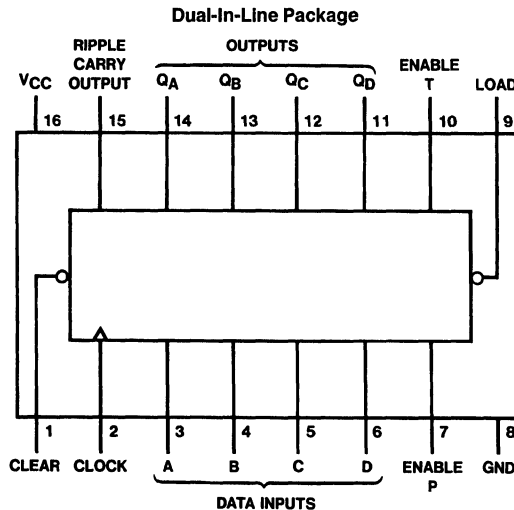 Dual-In-Line Package
RIPPLE CARRY OUTPUT
OUTPUTS
VCC
QA QB QC QD
ENABLE T
LOAD
16 15 14 13 12 11 10 9
1 2 3 4 5 6 7 8
CLEAR CLOCK A B C D ENABLE P GND
DATA INPUTS